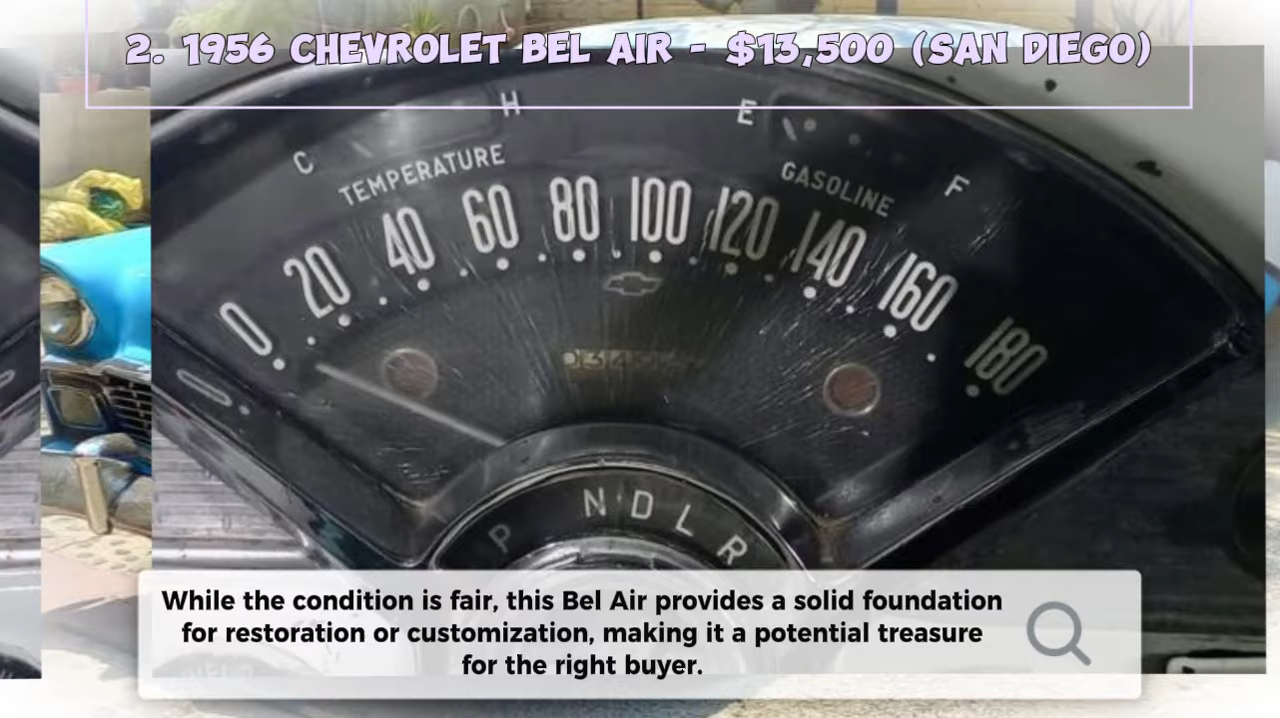 2. 1956 CHEVROLET BEL AIR - $13,500 (SAN DIEGO)
H E
C F
TEMPERATURE GASOLINE
0 20 40 60 80 100 120 140 160 180
P N D L R
While the condition is fair, this Bel Air provides a solid foundation
for restoration or customization, making it a potential treasure
for the right buyer.